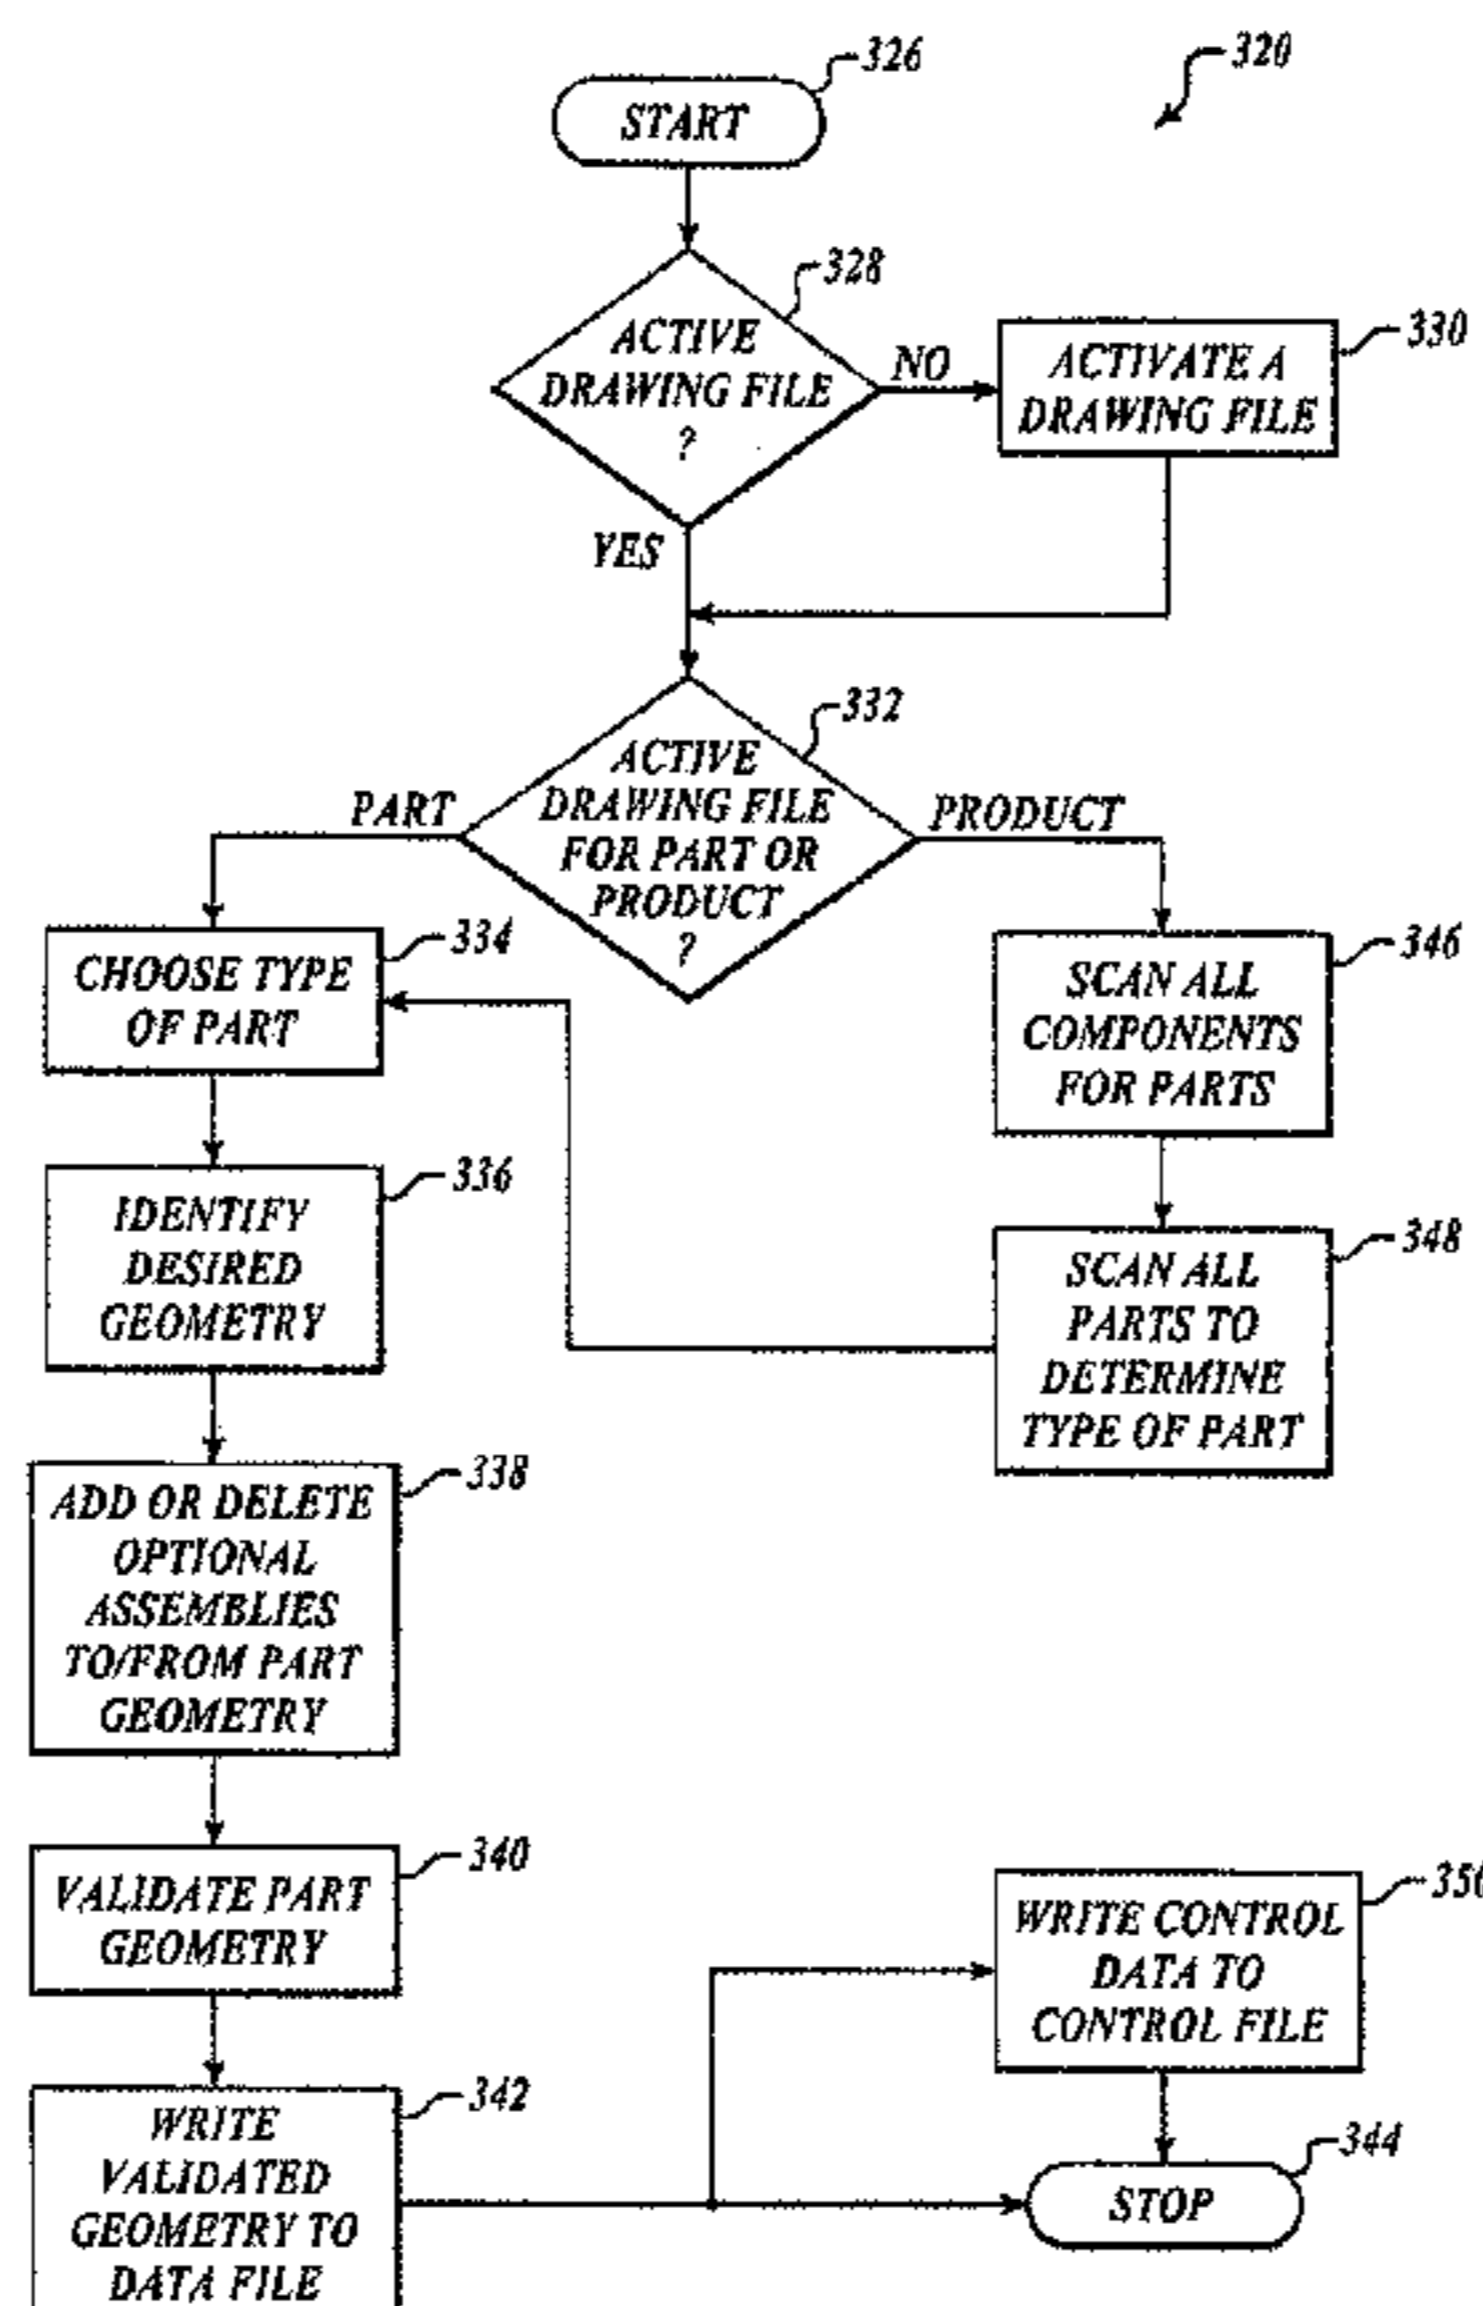 326
320
START
328
ACTIVE
DRAWING FILE
?
NO
330
ACTIVATE A
DRAWING FILE
YES
332
ACTIVE
DRAWING FILE
FOR PART OR
PRODUCT
?
PART
PRODUCT
334
CHOOSE TYPE
OF PART
346
SCAN ALL
COMPONENTS
FOR PARTS
336
IDENTIFY
DESIRED
GEOMETRY
348
SCAN ALL
PARTS TO
DETERMINE
TYPE OF PART
338
ADD OR DELETE
OPTIONAL
ASSEMBLIES
TO/FROM PART
GEOMETRY
340
VALIDATE PART
GEOMETRY
WRITE CONTROL
DATA TO
CONTROL FILE
342
WRITE
VALIDATED
GEOMETRY TO
DATA FILE
344
STOP